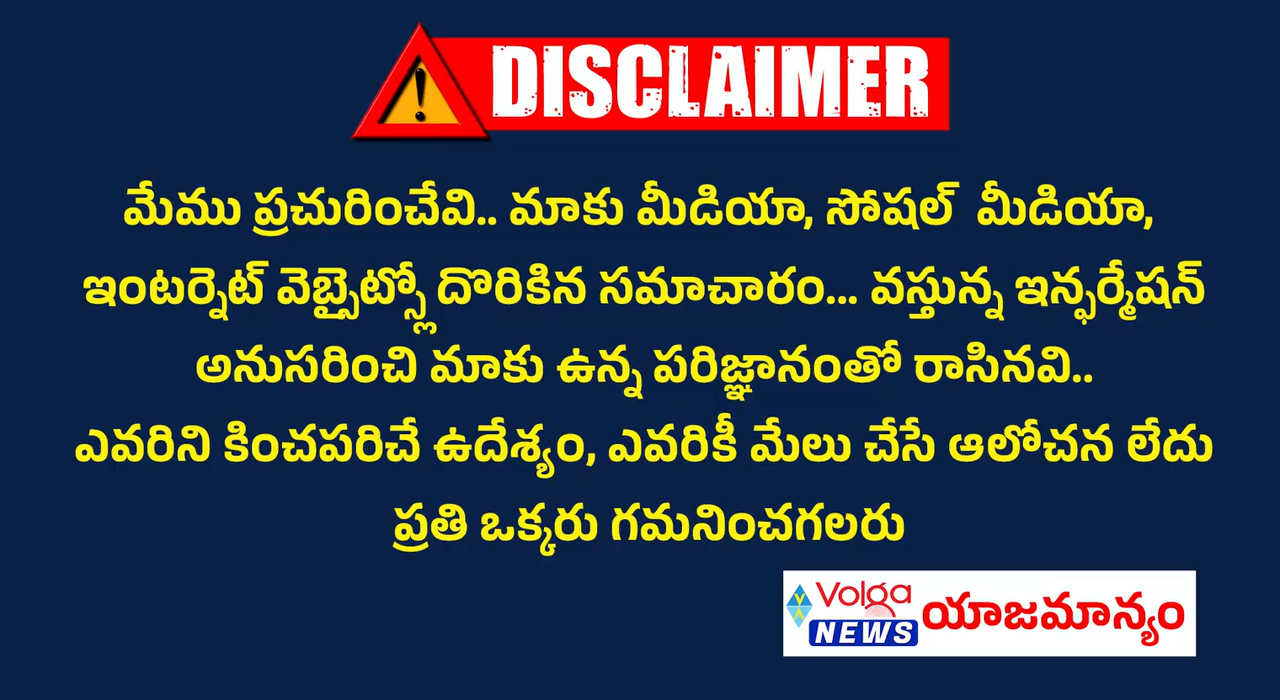 DISCLAIMER
మేము ప్రచురించేవి.. మాకు మీడియా, సోషల్ మీడియా,
ఇంటర్నెట్ వెబ్సైట్స్లో దొరికిన సమాచారం... వస్తున్న ఇన్ఫర్మేషన్
అనుసరించి మాకు ఉన్న పరిజ్ఞానంతో రాసినవి..
ఎవరిని కించపరిచే ఉదేశ్యం, ఎవరికీ మేలు చేసే ఆలోచన లేదు
ప్రతి ఒక్కరు గమనించగలరు
Volga
NEWS యాజమాన్యం